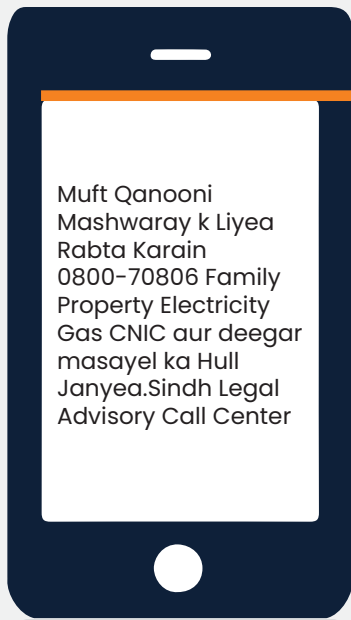 Muft Qanooni
Mashwaray k Liyea
Rabta Karain
0800-70806 Family
Property Electricity
Gas CNIC aur deegar
masayel ka Hull
Janyea.Sindh Legal
Advisory Call Center